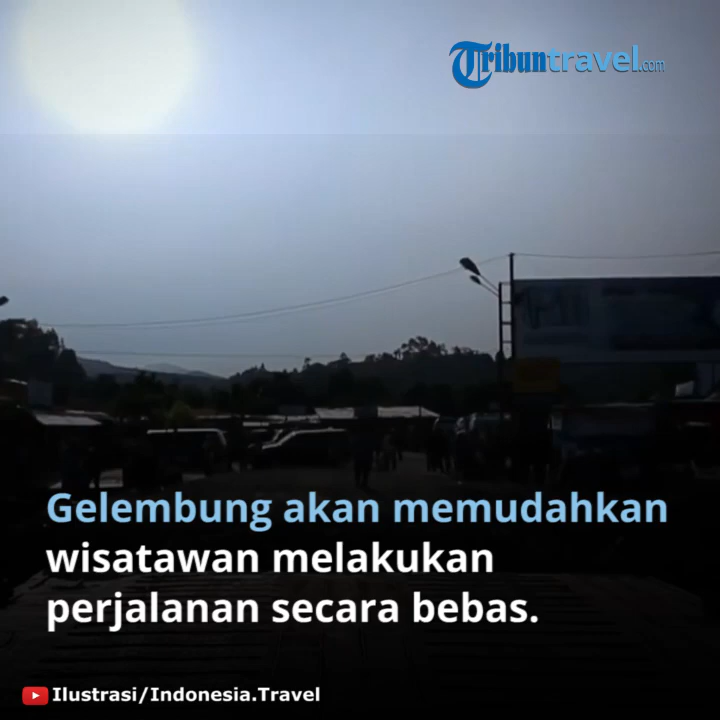 Tribuntravel.com
Gelembung akan memudahkan
wisatawan melakukan
perjalanan secara bebas.
Ilustrasi/Indonesia.Travel